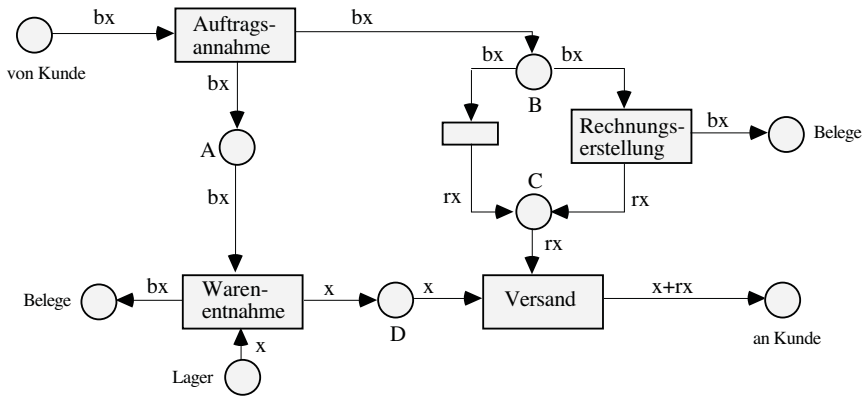 bx
Auftrags-
annahme
bx
von Kunde
bx
bx
bx
B
A
Rechnungs-
erstellung
bx
Belege
bx
C
rx
rx
rx
Belege
bx
Waren-
entnahme
x
D
x
Versand
x+rx
an Kunde
x
Lager